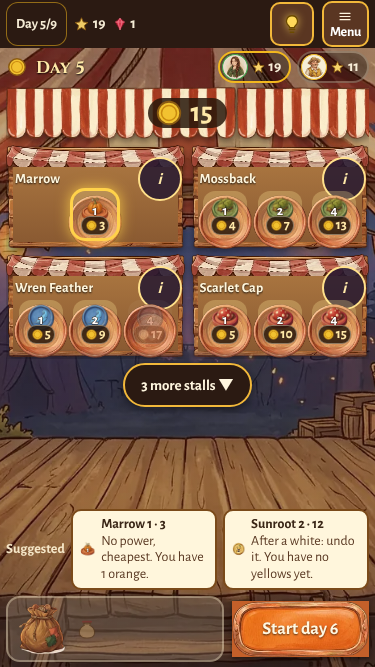 Day 5/9
19
1
Menu
DAY 5
19
11
15
Marrow
i
1
3
Mossback
i
1
4
2
7
4
13
Wren Feather
i
1
5
2
9
4
17
Scarlet Cap
i
1
5
2
10
4
15
3 more stalls ▼
Suggested
Marrow 1 · 3
No power,
cheapest. You have
1 orange.
Sunroot 2 · 12
After a white: undo
it. You have no
yellows yet.
Start day 6